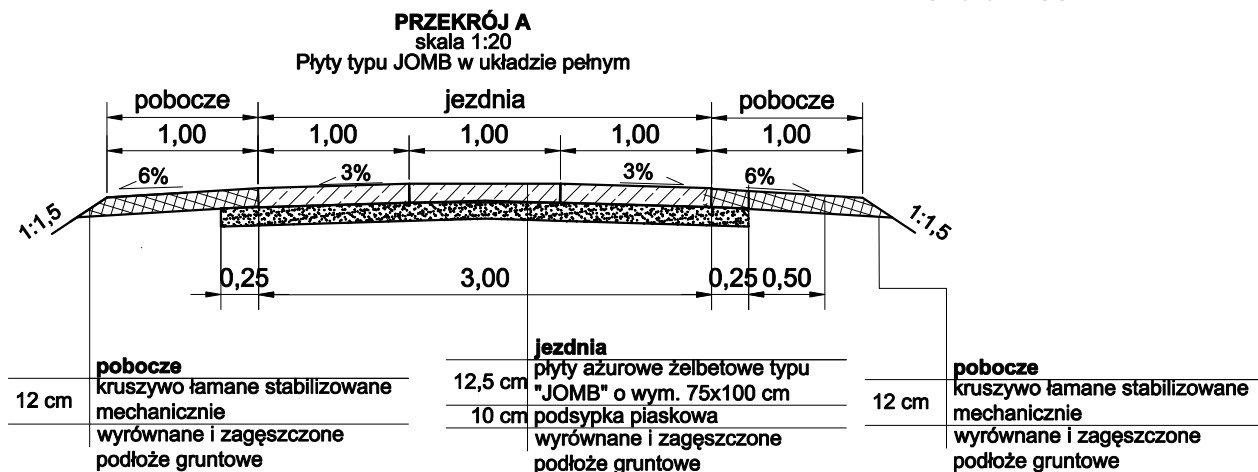 PRZEKRÓJ A
skala 1:20
Płyty typu JOMB w układzie pełnym
pobocze jezdnia pobocze
1,00 1,00 1,00 1,00 1,00
6% 3% 3% 6%
1:1,5 1:1,5
0,25 3,00 0,25 0,50
pobocze
12 cm kruszywo łamane stabilizowane
mechanicznie
wyrównane i zagęszczone
podłoże gruntowe
jezdnia
12,5 cm płyty ażurowe żelbetowe typu
"JOMB" o wym. 75x100 cm
10 cm podsypka piaskowa
wyrównane i zagęszczone
podłoże gruntowe
pobocze
12 cm kruszywo łamane stabilizowane
mechanicznie
wyrównane i zagęszczone
podłoże gruntowe